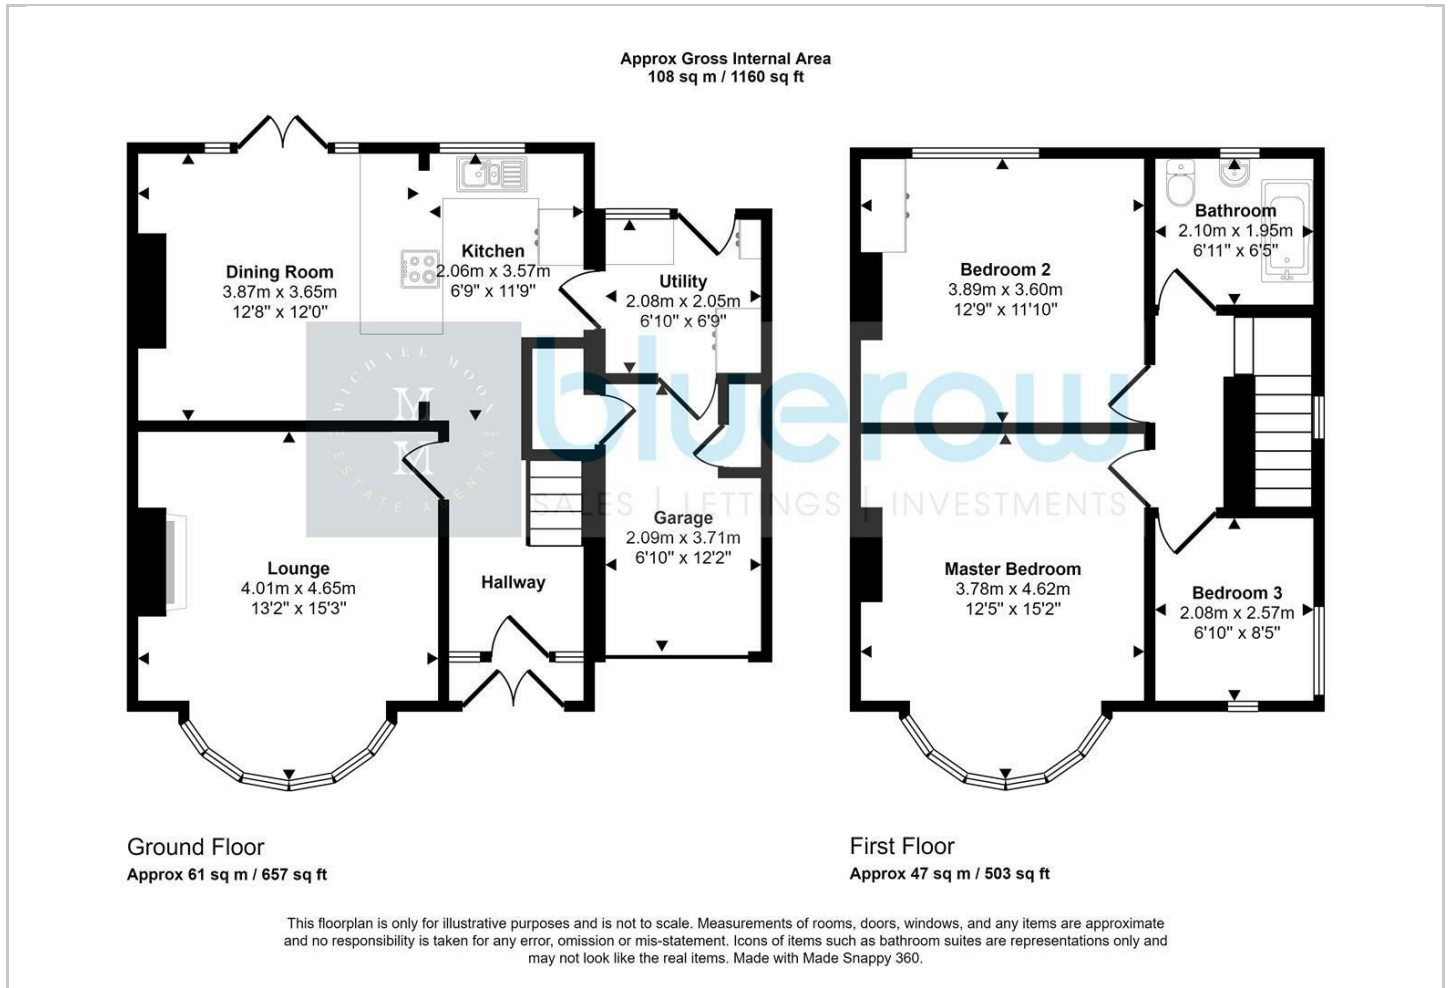 Approx Gross Internal Area
108 sq m / 1160 sq ft
Dining Room
3.87m x 3.65m
12'8" x 12'0"
Kitchen
2.06m x 3.57m
6'9" x 11'9"
Utility
2.08m x 2.05m
6'10" x 6'9"
Lounge
4.01m x 4.65m
13'2" x 15'3"
Hallway
Garage
2.09m x 3.71m
6'10" x 12'2"
Bedroom 2
3.89m x 3.60m
12'9" x 11'10"
Bathroom
2.10m x 1.95m
6'11" x 6'5"
Master Bedroom
3.78m x 4.62m
12'5" x 15'2"
Bedroom 3
2.08m x 2.57m
6'10" x 8'5"
MICHAEL MOON
M
M
ESTATE AGENTS
bluerow
SALES | LETTINGS | INVESTMENTS
Ground Floor
Approx 61 sq m / 657 sq ft
First Floor
Approx 47 sq m / 503 sq ft
This floorplan is only for illustrative purposes and is not to scale. Measurements of rooms, doors, windows, and any items are approximate
and no responsibility is taken for any error, omission or mis-statement. Icons of items such as bathroom suites are representations only and
may not look like the real items. Made with Made Snappy 360.